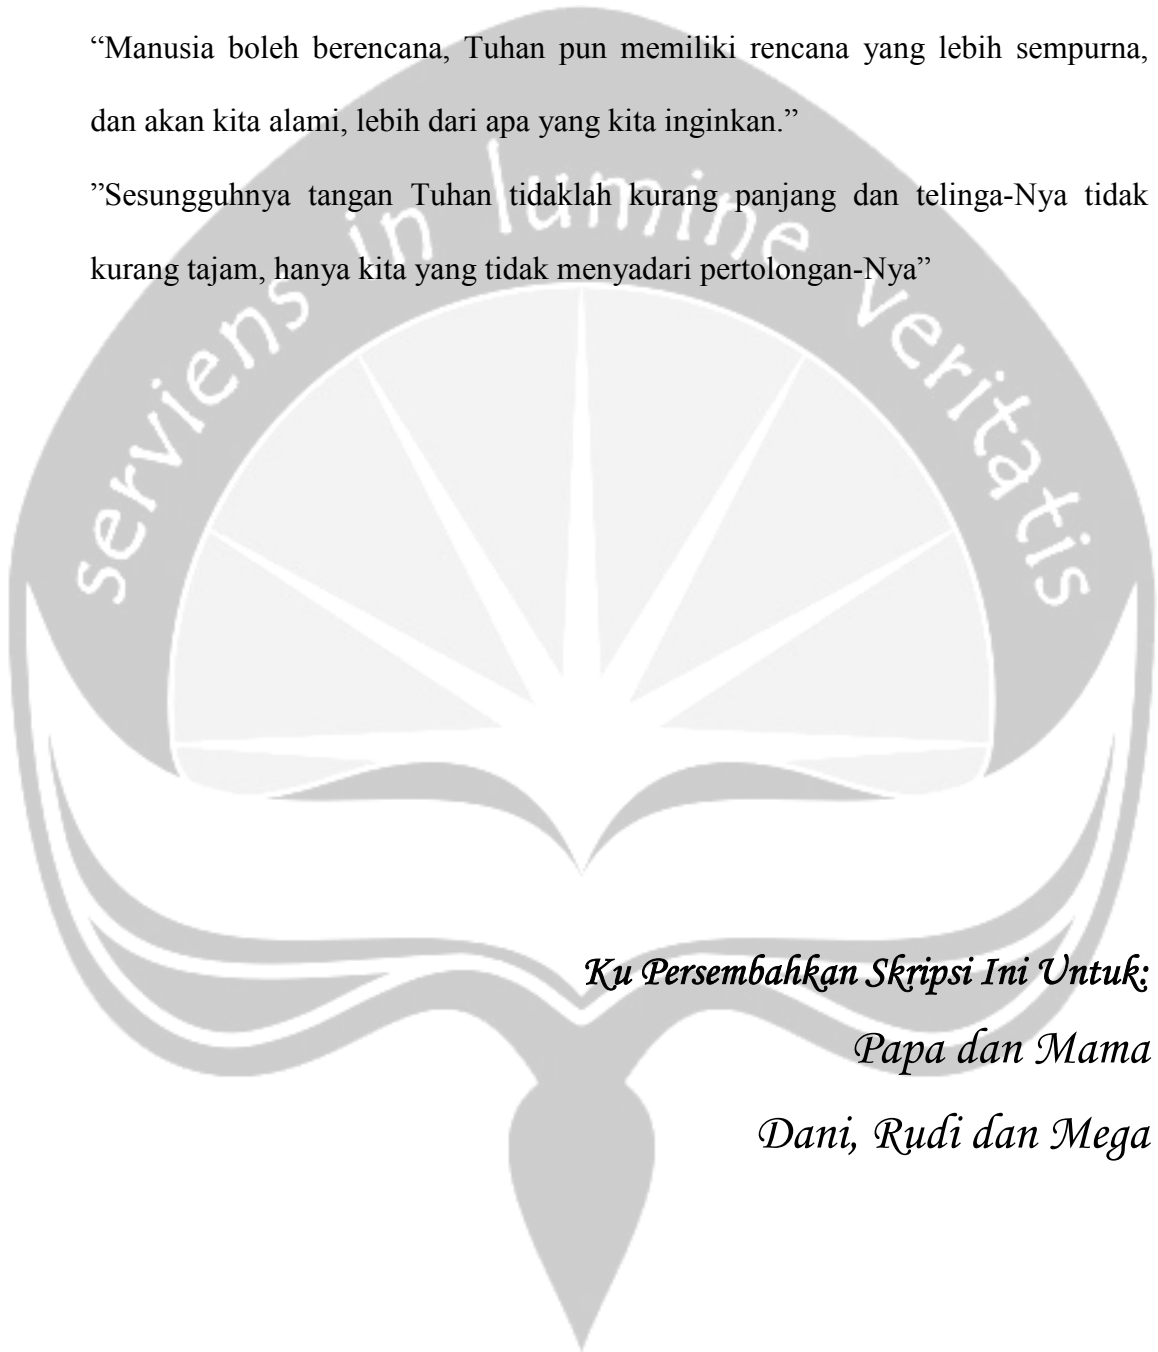 “Manusia boleh berencana, Tuhan pun memiliki rencana yang lebih sempurna,
dan akan kita alami, lebih dari apa yang kita inginkan.”
”Sesungguhnya tangan Tuhan tidaklah kurang panjang dan telinga-Nya tidak
kurang tajam, hanya kita yang tidak menyadari pertolongan-Nya”
serviens in lumine veritatis
Ku Persembahkan Skripsi Ini Untuk:
Papa dan Mama
Dani, Rudi dan Mega